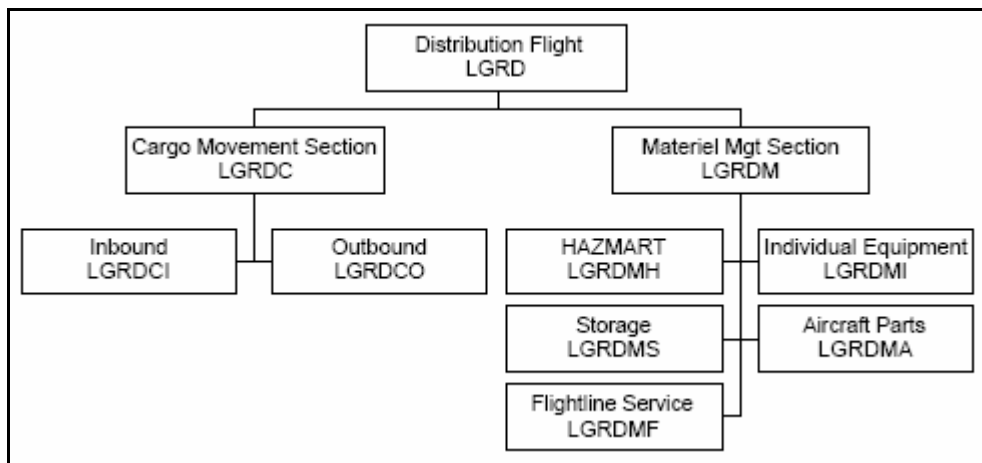 Distribution Flight
LGRD
Cargo Movement Section
LGRDC
Materiel Mgt Section
LGRDM
Inbound
LGRDCI
Outbound
LGRDCO
HAZMART
LGRDMH
Individual Equipment
LGRDMI
Storage
LGRDMS
Aircraft Parts
LGRDMA
Flightline Service
LGRDMF